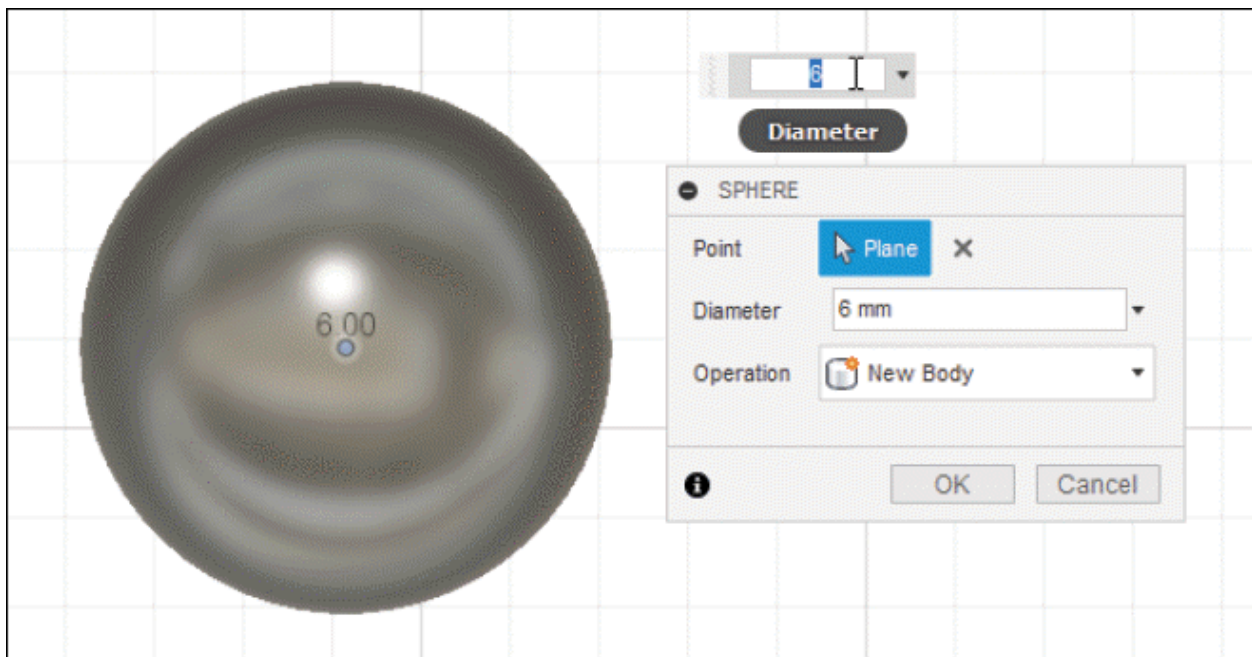 6
Diameter
SPHERE
Point Plane
6.00
Diameter 6 mm
Operation New Body
OK Cancel